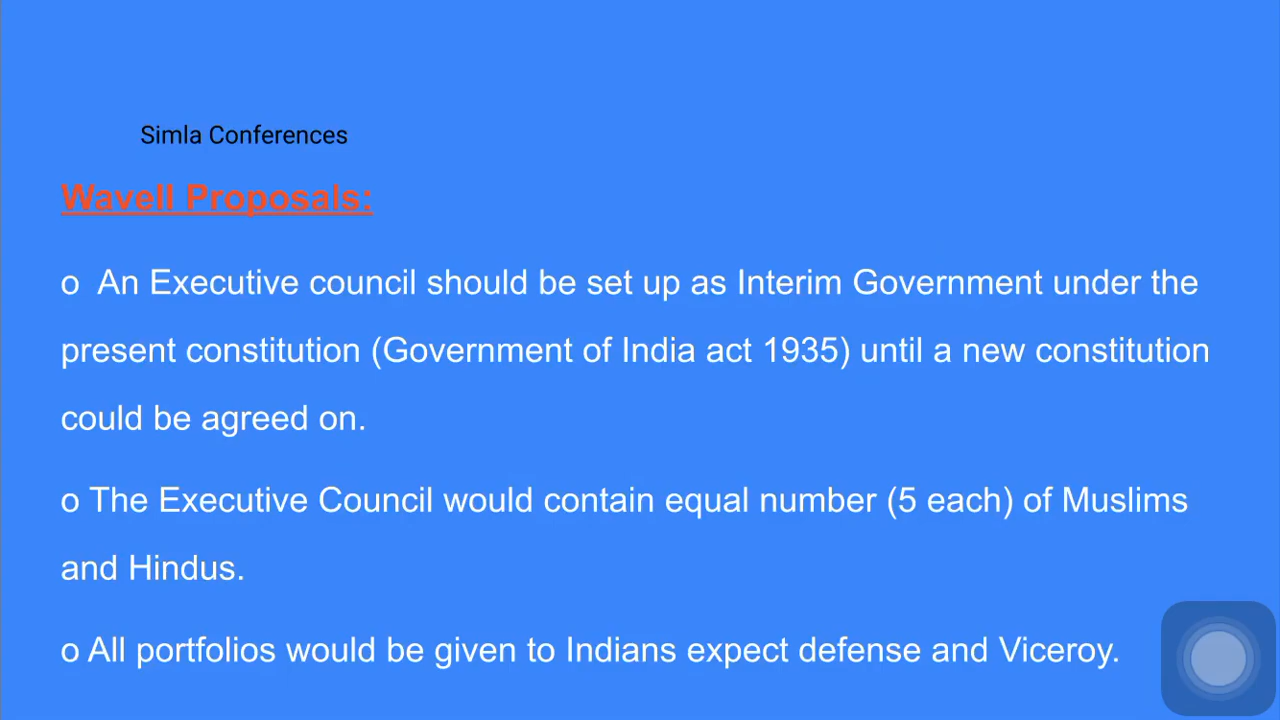 Simla Conferences
Wavell Proposals:
o  An Executive council should be set up as Interim Government under the
present constitution (Government of India act 1935) until a new constitution
could be agreed on.
o The Executive Council would contain equal number (5 each) of Muslims
and Hindus.
o All portfolios would be given to Indians expect defense and Viceroy.